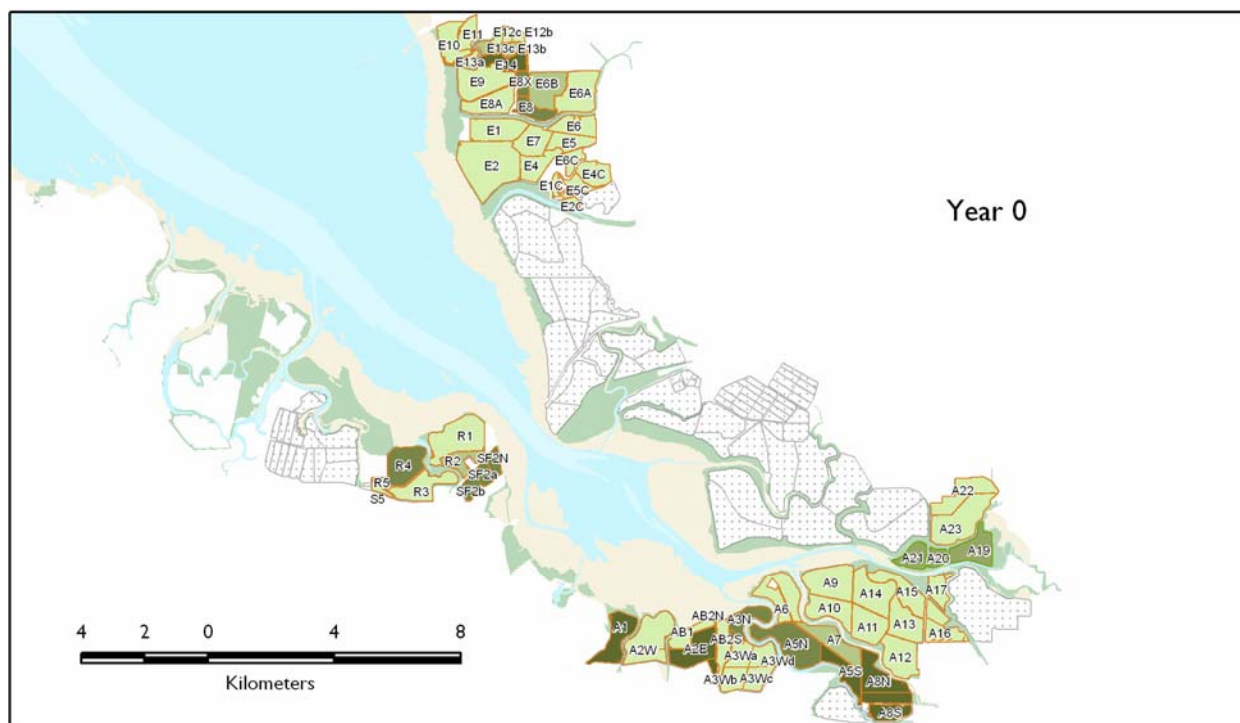 E11 E12c E12b
E10 E13c E13b
E13a E14
E9 E8X E6B E6A
E8A E8
E1 E6
E7 E5
E2 E4 E6C E4C
E1C E5C
E2C
Year 0
R1
R4 R2 SF2N
SF2a
R5 R3 SF2b
S5
A22
A23
A21 A20 A19
A9 A14 A15 A17
A6 A10 A11 A13 A16
AB2N A3N
A1 AB1 AB2S A5N A7
A2W A2E A3Wa A3Wd A12
A3Wb A3Wc A5S A8N
A8S
4 2 0 4 8
Kilometers